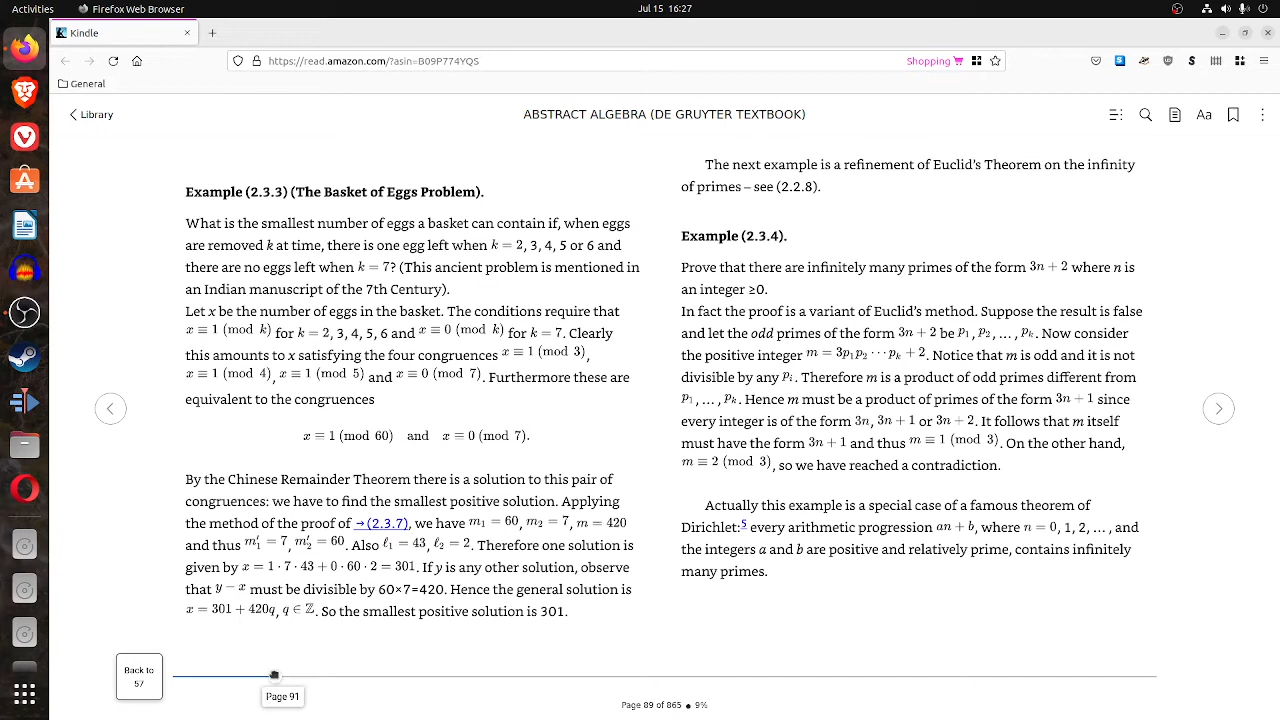 Activities
Firefox Web Browser
Jul 15 16:27
Kindle
https://read.amazon.com/?asin=B09P774YQS
Shopping
General
Library
ABSTRACT ALGEBRA (DE GRUYTER TEXTBOOK)
Aa
Example (2.3.3) (The Basket of Eggs Problem).
What is the smallest number of eggs a basket can contain if, when eggs
are removed k at time, there is one egg left when k = 2, 3, 4, 5 or 6 and
there are no eggs left when k = 7? (This ancient problem is mentioned in
an Indian manuscript of the 7th Century).
Let x be the number of eggs in the basket. The conditions require that
x ≡ 1 (mod k) for k = 2, 3, 4, 5, 6 and x ≡ 0 (mod k) for k = 7. Clearly
this amounts to x satisfying the four congruences x ≡ 1 (mod 3),
x ≡ 1 (mod 4), x ≡ 1 (mod 5) and x ≡ 0 (mod 7). Furthermore these are
equivalent to the congruences
x ≡ 1 (mod 60) and x ≡ 0 (mod 7).
By the Chinese Remainder Theorem there is a solution to this pair of
congruences: we have to find the smallest positive solution. Applying
the method of the proof of →(2.3.7), we have m₁ = 60, m₂ = 7, m = 420
and thus m′₁ = 7, m′₂ = 60. Also ℓ₁ = 43, ℓ₂ = 2. Therefore one solution is
given by x = 1 · 7 · 43 + 0 · 60 · 2 = 301. If y is any other solution, observe
that y − x must be divisible by 60×7=420. Hence the general solution is
x = 301 + 420q, q ∈ ℤ. So the smallest positive solution is 301.
The next example is a refinement of Euclid’s Theorem on the infinity
of primes – see (2.2.8).
Example (2.3.4).
Prove that there are infinitely many primes of the form 3n + 2 where n is
an integer ≥0.
In fact the proof is a variant of Euclid’s method. Suppose the result is false
and let the odd primes of the form 3n + 2 be p₁, p₂, …, pₖ. Now consider
the positive integer m = 3p₁p₂ ⋯ pₖ + 2. Notice that m is odd and it is not
divisible by any pᵢ. Therefore m is a product of odd primes different from
p₁, …, pₖ. Hence m must be a product of primes of the form 3n + 1 since
every integer is of the form 3n, 3n + 1 or 3n + 2. It follows that m itself
must have the form 3n + 1 and thus m ≡ 1 (mod 3). On the other hand,
m ≡ 2 (mod 3), so we have reached a contradiction.
Actually this example is a special case of a famous theorem of
Dirichlet:⁵ every arithmetic progression an + b, where n = 0, 1, 2, …, and
the integers a and b are positive and relatively prime, contains infinitely
many primes.
Back to
57
Page 91
Page 89 of 865 ● 9%